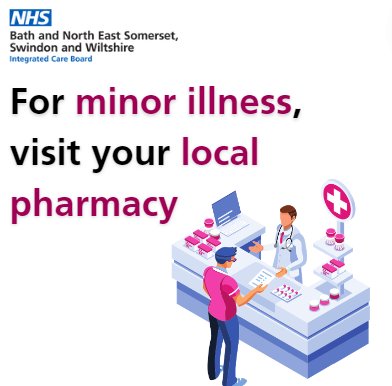 NHS
Bath and North East Somerset,
Swindon and Wiltshire
Integrated Care Board
For minor illness,
visit your local
pharmacy